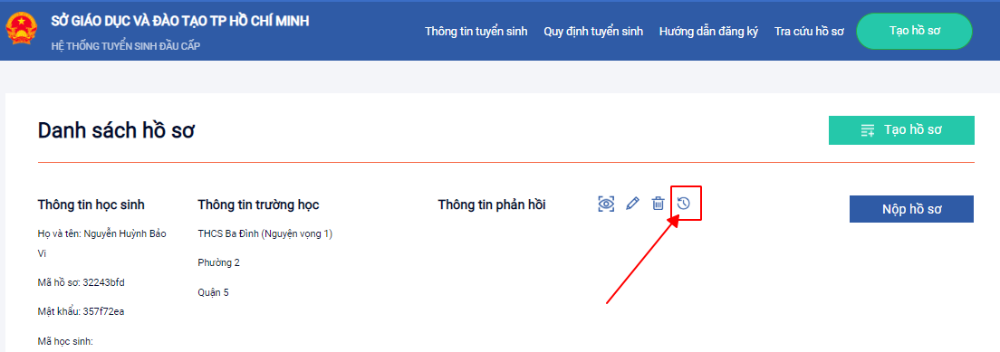 SỞ GIÁO DỤC VÀ ĐÀO TẠO TP HỒ CHÍ MINH
HỆ THỐNG TUYỂN SINH ĐẦU CẤP
Thông tin tuyển sinh
Quy định tuyển sinh
Hướng dẫn đăng ký
Tra cứu hồ sơ
Tạo hồ sơ
Danh sách hồ sơ
Tạo hồ sơ
Thông tin học sinh
Họ và tên: Nguyễn Huỳnh Bảo
Vi
Mã hồ sơ: 32243bfd
Mật khẩu: 357f72ea
Mã học sinh:
Thông tin trường học
THCS Ba Đình (Nguyện vọng 1)
Phường 2
Quận 5
Thông tin phản hồi
Nộp hồ sơ